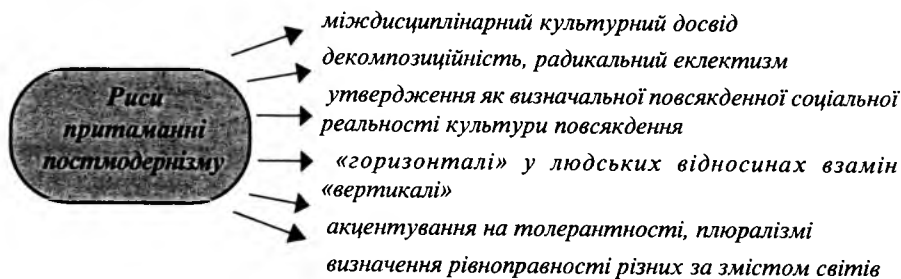 Риси
притаманні
постмодернізму
міждисциплінарний культурний досвід
декомпозиційність, радикальний еклектизм
утвердження як визначальної повсякденної соціальної
реальності культури повсякдення
«горизонталі» у людських відносинах взамін
«вертикалі»
акцентування на толерантності, плюралізмі
визначення рівноправності різних за змістом світів